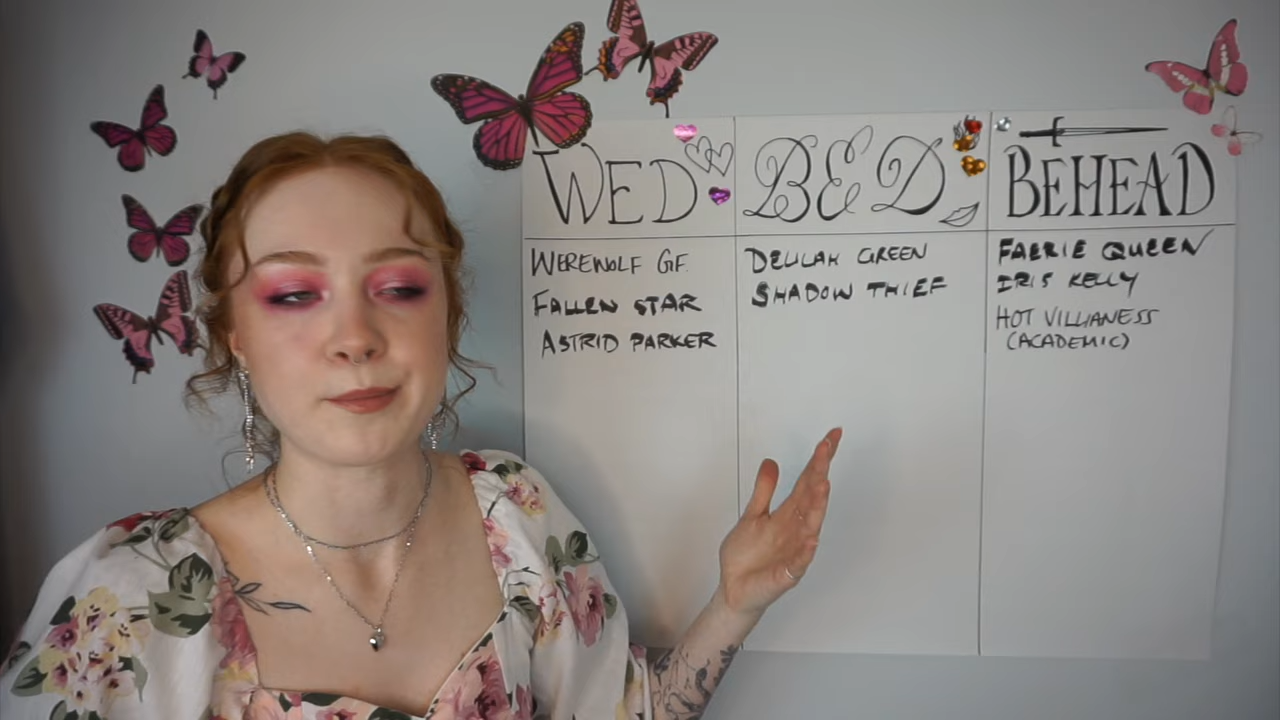 WED
WEREWOLF GF.
FALLEN STAR
ASTRID PARKER
BED
DELILAH GREEN
SHADOW THIEF
BEHEAD
FAERIE QUEEN
IRIS KELLY
HOT VILLIANESS
(ACADEMIC)